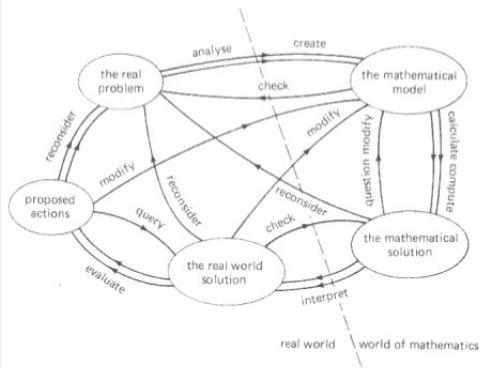 analyse
create
the real
problem
check
the mathematical
model
reconsider
modify
modify
question modify
calculate compute
proposed
actions
query
reconsider
reconsider
check
the mathematical
solution
the real world
solution
evaluate
interpret
real world
world of mathematics